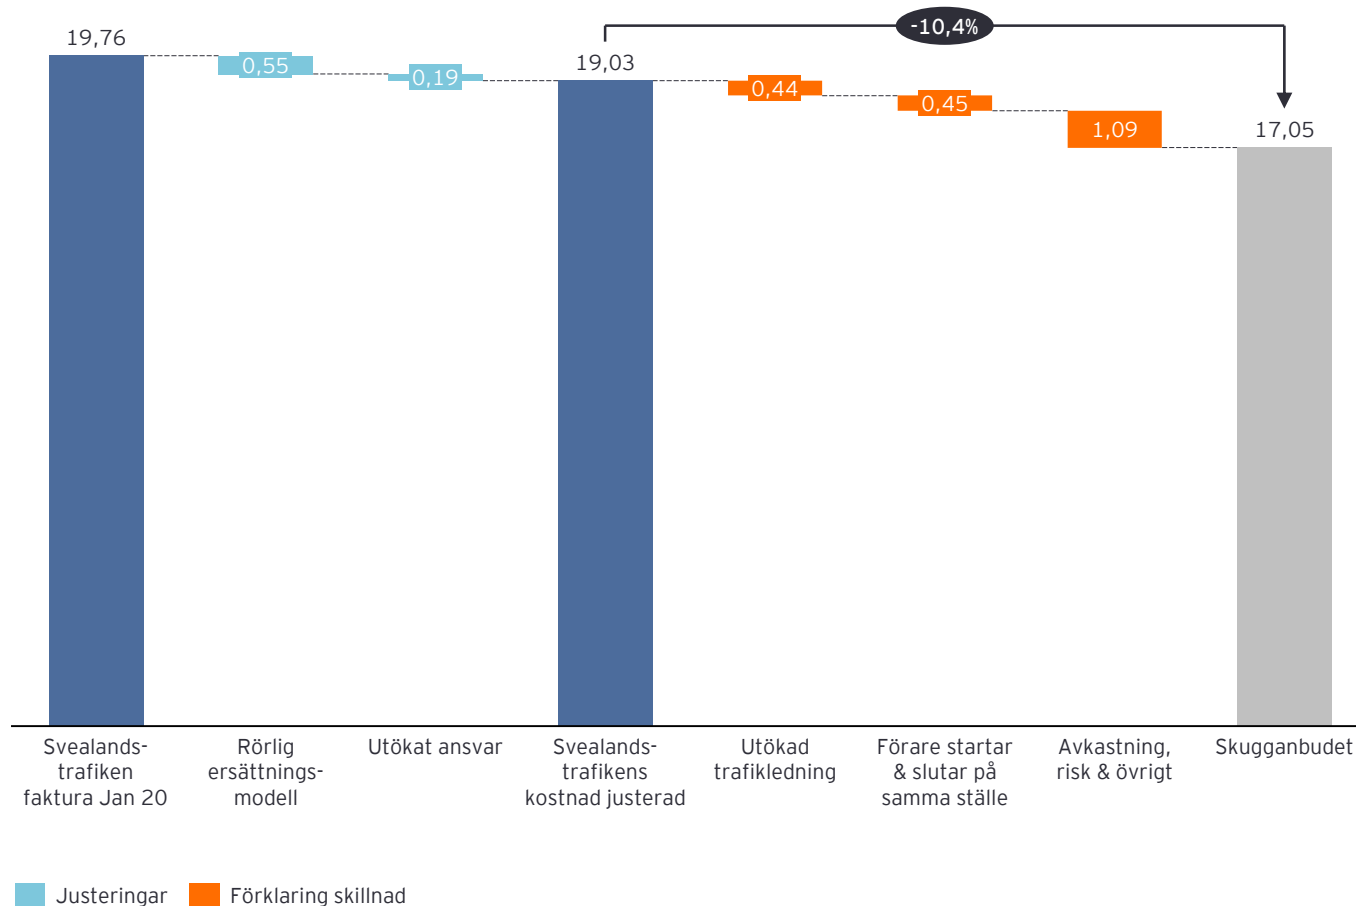 -10,4%
19,76
0,55
0,19
19,03
0,44
0,45
1,09
17,05
Svealands-
trafiken
faktura Jan 20
Rörlig
ersättnings-
modell
Utökat ansvar
Svealands-
trafikens
kostnad justerad
Utökad
trafikledning
Förare startar
& slutar på
samma ställe
Avkastning,
risk & övrigt
Skugganbudet
Justeringar
Förklaring skillnad